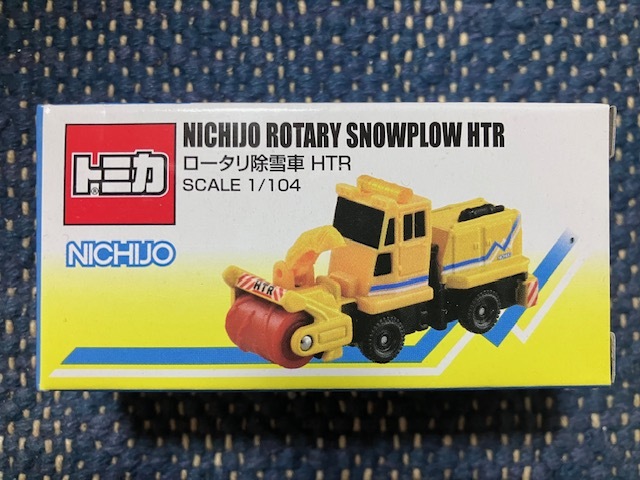 トミカ
®
NICHIJO ROTARY SNOWPLOW HTR
ロータリ除雪車 HTR
SCALE 1/104
NICHIJO
HTR